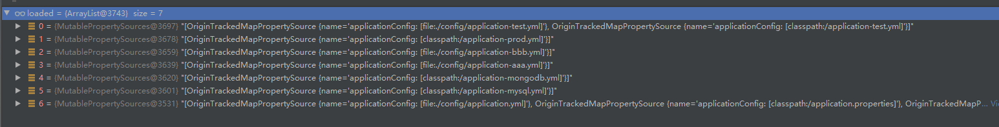 loaded = {ArrayList@3743} size = 7
0 = {MutablePropertySources@3697} "[OriginTrackedMapPropertySource {name='applicationConfig: [file:./config/application-test.yml]'}, OriginTrackedMapPropertySource {name='applicationConfig: [classpath:/application-test.yml]'}]"
1 = {MutablePropertySources@3678} "[OriginTrackedMapPropertySource {name='applicationConfig: [classpath:/application-prod.yml]'}]"
2 = {MutablePropertySources@3659} "[OriginTrackedMapPropertySource {name='applicationConfig: [file:./config/application-bbb.yml]'}]"
3 = {MutablePropertySources@3639} "[OriginTrackedMapPropertySource {name='applicationConfig: [file:./config/application-aaa.yml]'}]"
4 = {MutablePropertySources@3620} "[OriginTrackedMapPropertySource {name='applicationConfig: [classpath:/application-mongodb.yml]'}]"
5 = {MutablePropertySources@3601} "[OriginTrackedMapPropertySource {name='applicationConfig: [classpath:/application-mysql.yml]'}]"
6 = {MutablePropertySources@3531} "[OriginTrackedMapPropertySource {name='applicationConfig: [file:./config/application.yml]'}, OriginTrackedMapPropertySource {name='applicationConfig: [classpath:/application.properties]'}, OriginTrackedMapP... Vi